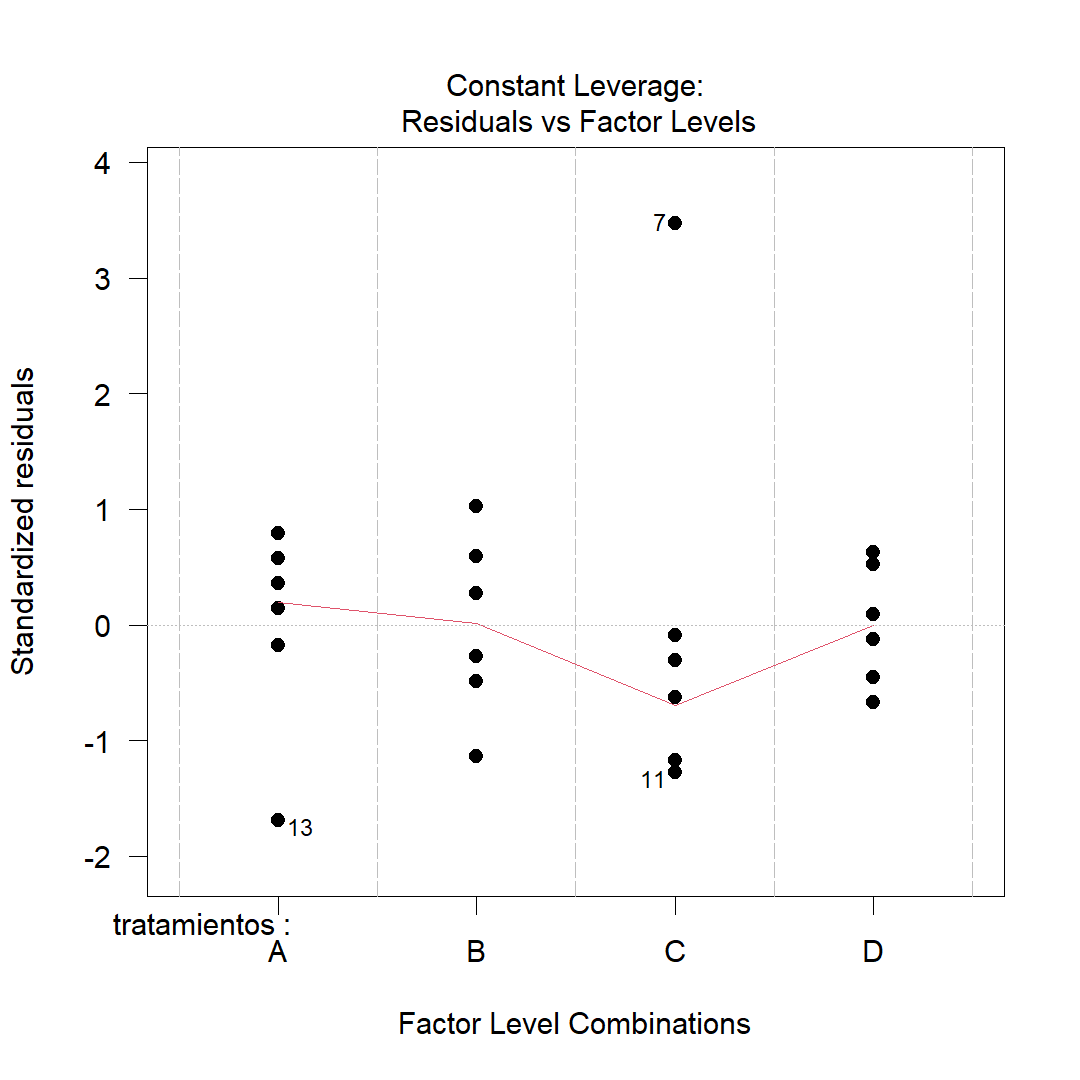 Constant Leverage:
Residuals vs Factor Levels
Standardized residuals
4
3
2
1
0
-1
-2
7
11
13
tratamientos :
A B C D
Factor Level Combinations